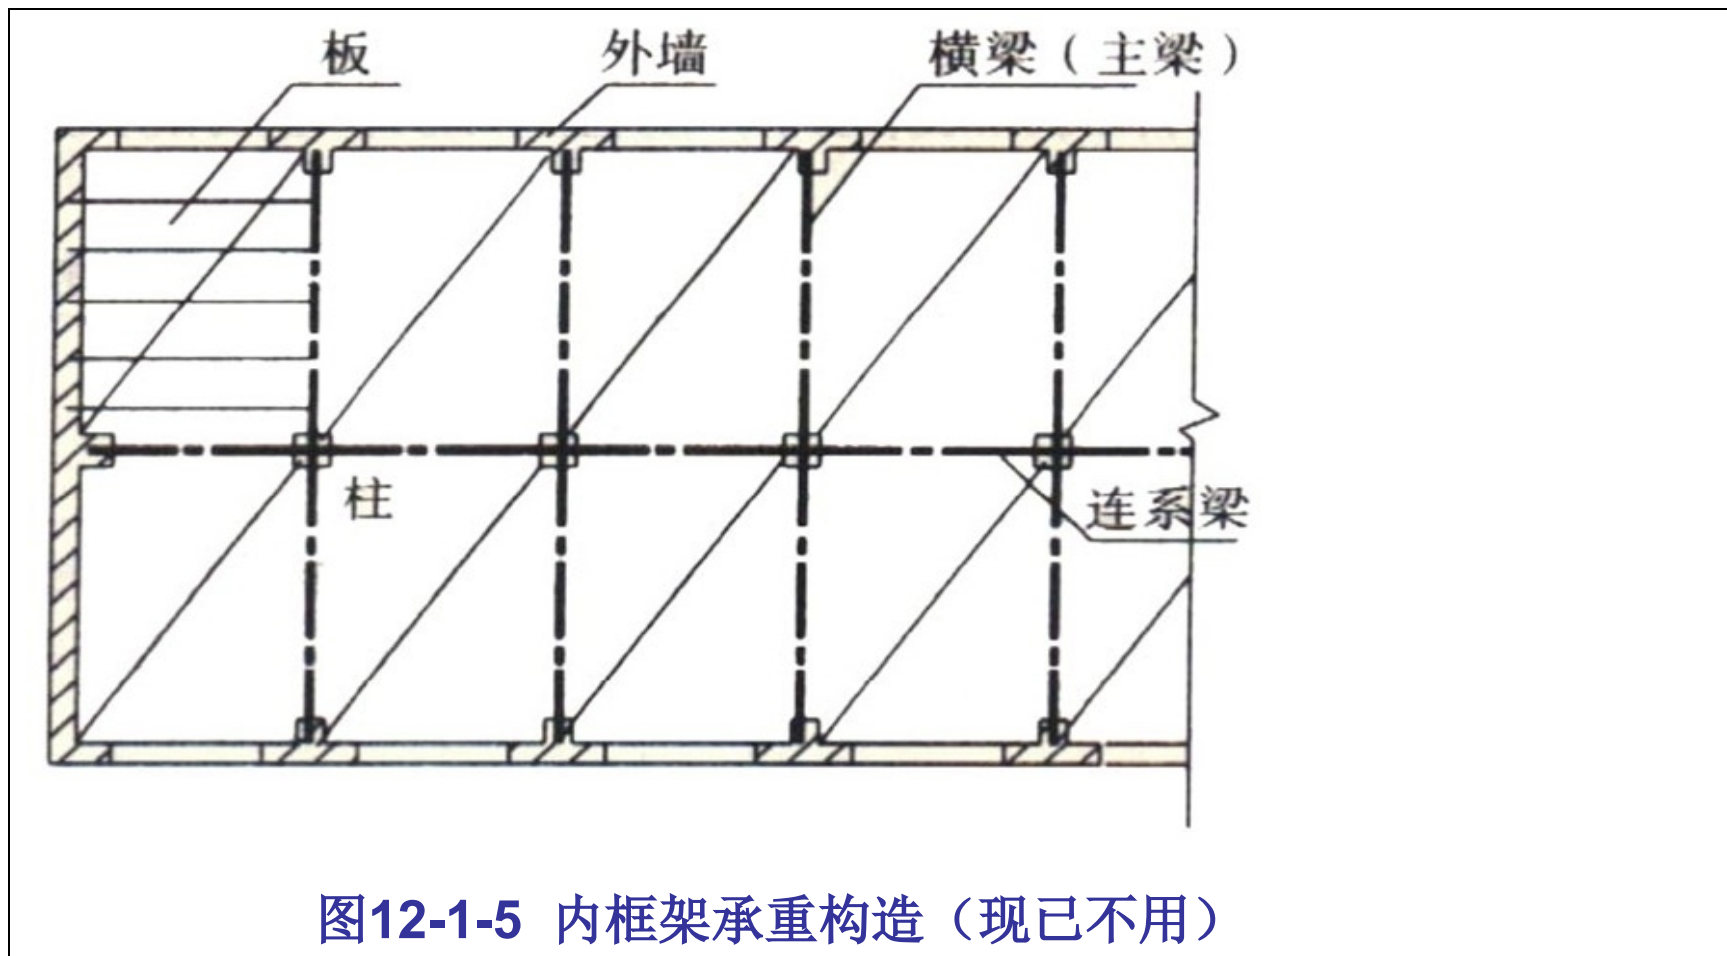 板
外墙
横梁（主梁）
柱
连系梁
图12-1-5 内框架承重构造（现已不用）